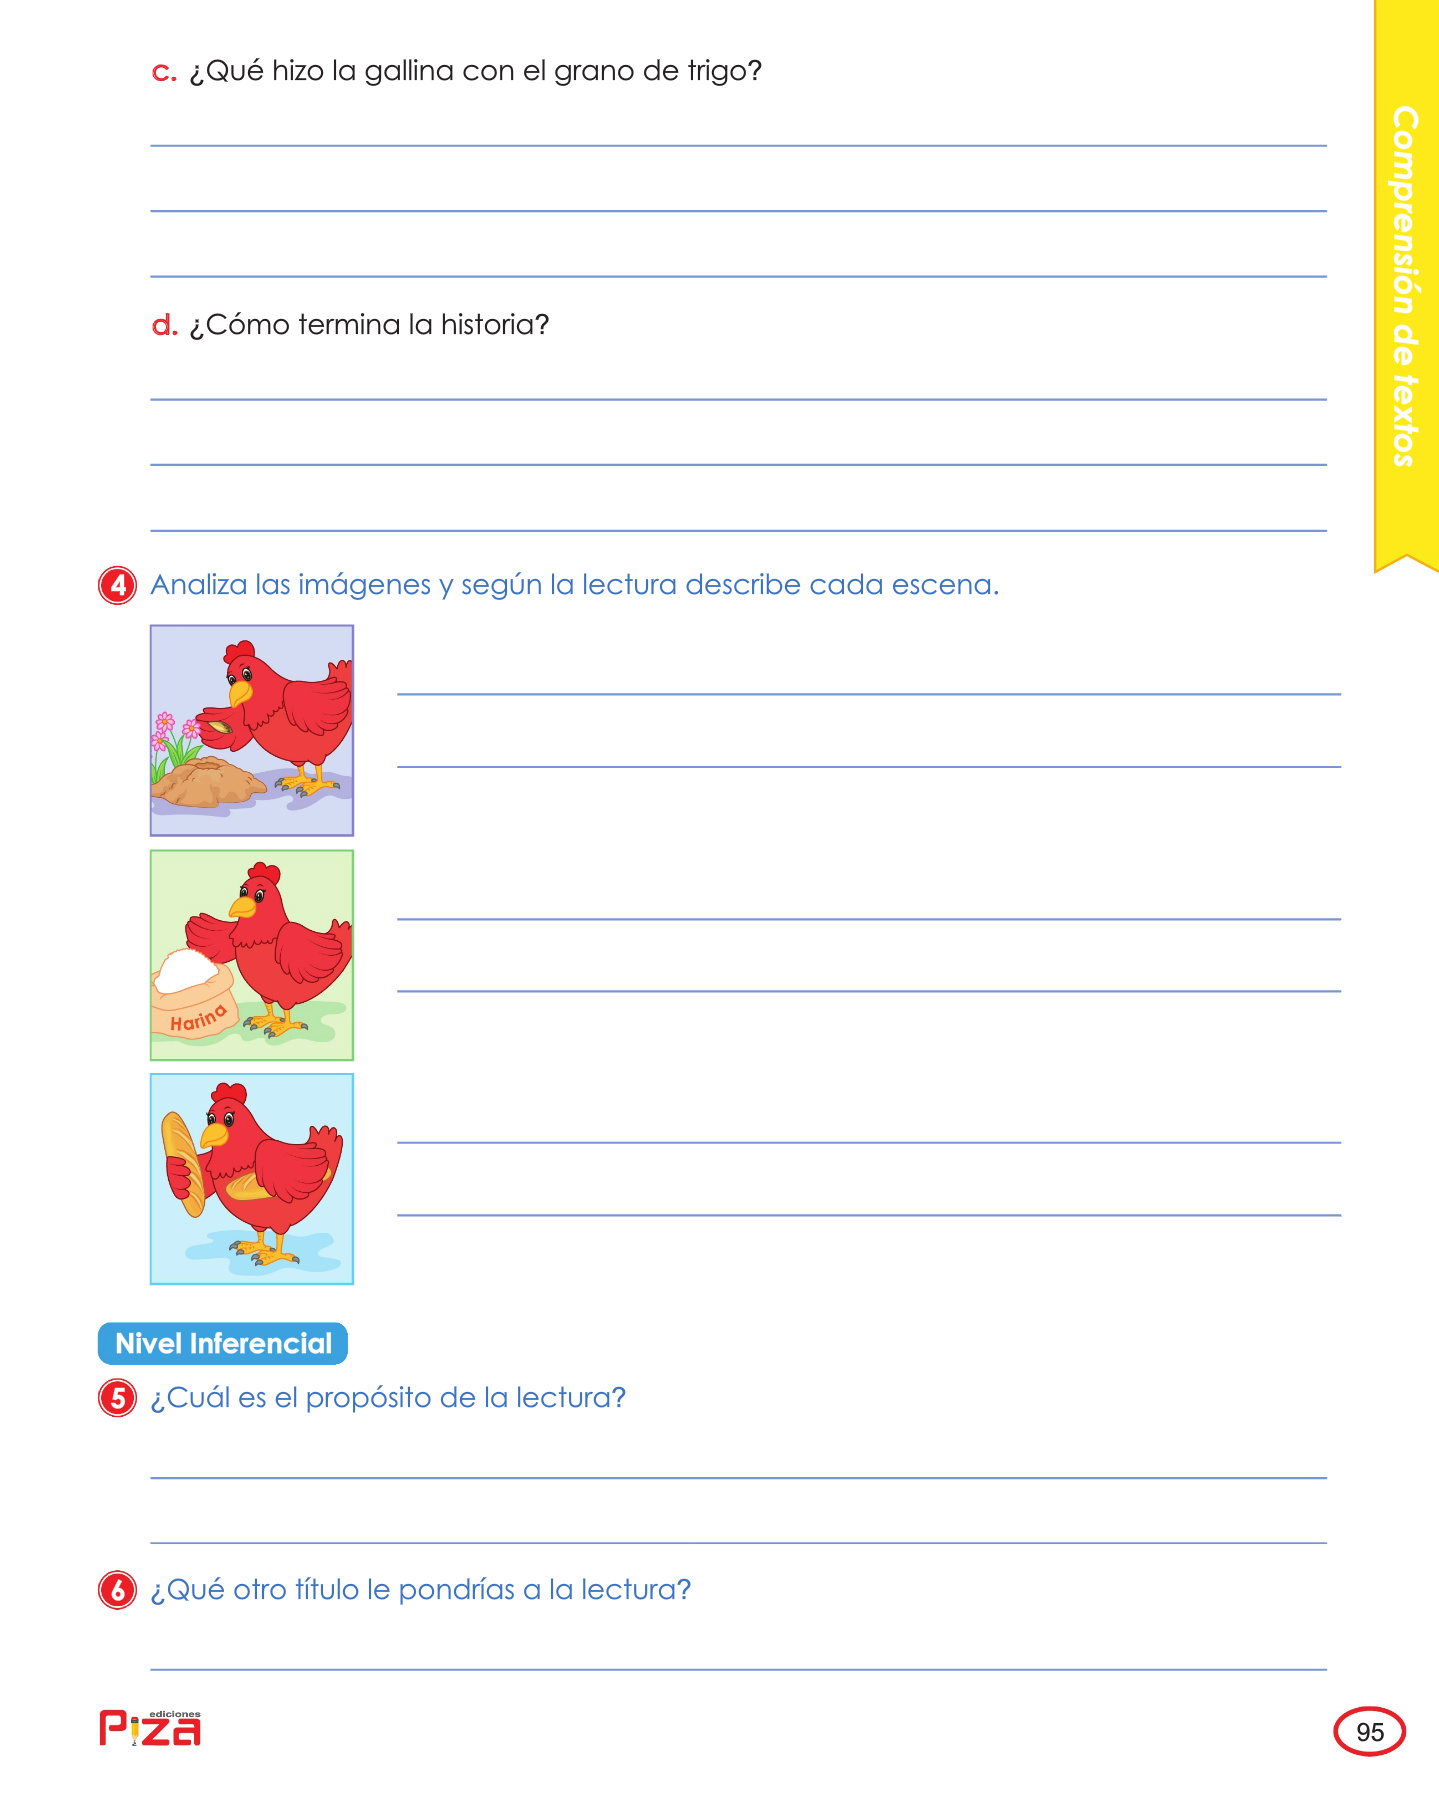 c. ¿Qué hizo la gallina con el grano de trigo?
d. ¿Cómo termina la historia?
Comprensión de textos
4 Analiza las imágenes y según la lectura describe cada escena.
Harina
Nivel Inferencial
5 ¿Cuál es el propósito de la lectura?
6 ¿Qué otro título le pondrías a la lectura?
ediciones
Piza
95